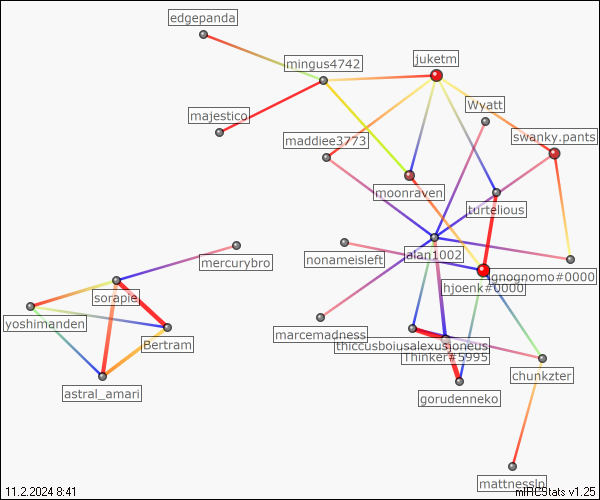 edgepanda
mingus4742
juketm
majestico
Wyatt
maddiee3773
swanky.pants
moonraven
turtelious
alan1002
mercurybro
nonameisleft
gnognomo#0000
hjoenk#0000
sorapie
yoshimanden
marcemadness
Bertram
thiccusboiusalexusjoneus
Thinker#5995
chunkzter
astral_amari
gorudenneko
mattnesslp
11.2.2024 8:41
mIRCStats v1.25